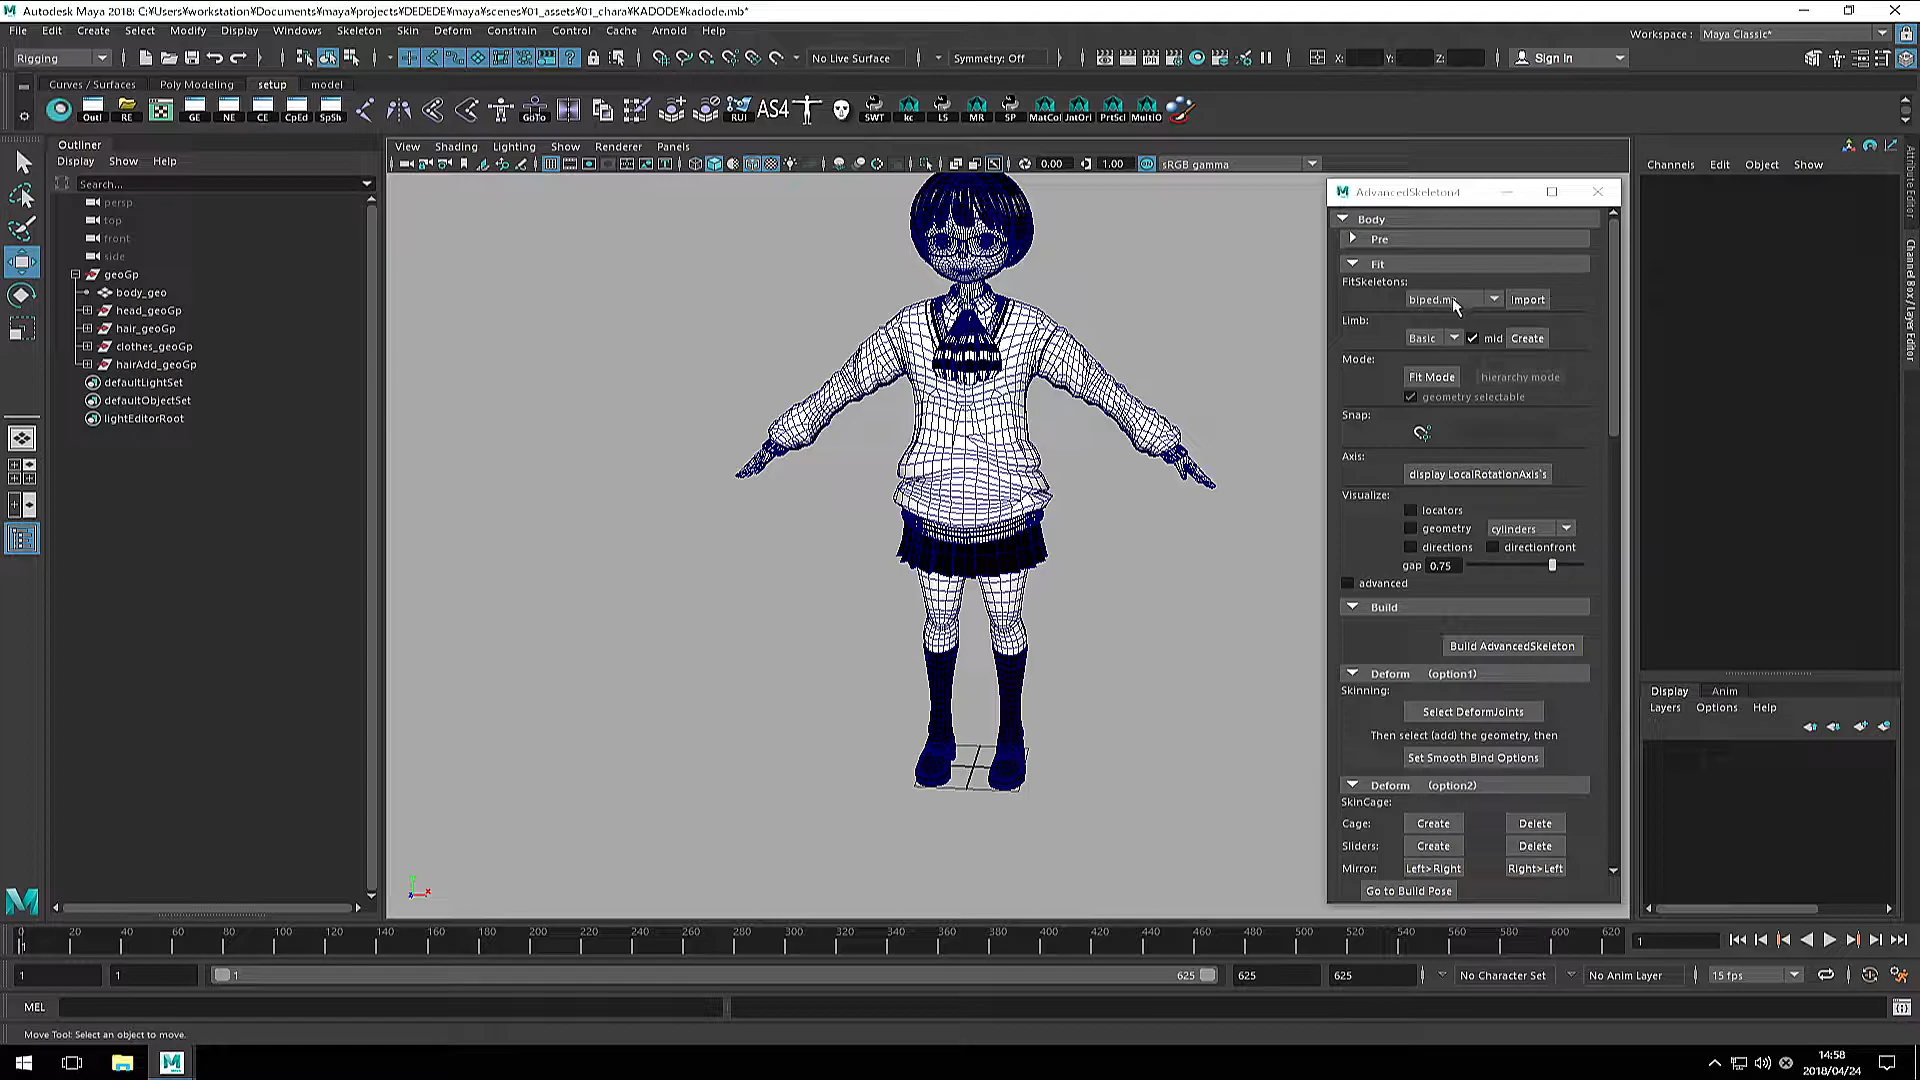 Autodesk Maya 2018: C:¥Users¥workstation¥Documents¥maya¥projects¥DEDEDE¥maya¥scenes¥01_assets¥01_chara¥KADODE¥kadode.mb*
File Edit Create Select Modify Display Windows Skeleton Skin Deform Constrain Control Cache Arnold Help
Workspace : Maya Classic*
Rigging
No Live Surface
Symmetry: Off
X: Y: Z:
Sign In
Curves / Surfaces Poly Modeling setup model
Outl RE GE NE CE CpEd SpSh GoTo RUI AS4 SWT kc LS MR SP MatCol JntOri PrtScl MultiO
Outliner
Display Show Help
Search...
persp
top
front
side
geoGp
body_geo
head_geoGp
hair_geoGp
clothes_geoGp
hairAdd_geoGp
defaultLightSet
defaultObjectSet
lightEditorRoot
View Shading Lighting Show Renderer Panels
0.00 1.00 sRGB gamma
AdvancedSkeleton4
Body
Pre
Fit
FitSkeletons:
biped.m Import
Limb:
Basic mid Create
Mode:
Fit Mode hierarchy mode
geometry selectable
Snap:
Axis:
display LocalRotationAxis's
Visualize:
locators
geometry cylinders
directions directionfront
gap 0.75
advanced
Build
Build AdvancedSkeleton
Deform (option1)
Skinning:
Select DeformJoints
Then select (add) the geometry, then
Set Smooth Bind Options
Deform (option2)
SkinCage:
Cage: Create Delete
Sliders: Create Delete
Mirror: Left>Right Right>Left
Go to Build Pose
Channels Edit Object Show
Attribute Editor
Channel Box / Layer Editor
Display Anim
Layers Options Help
0 20 40 60 80 100 120 140 160 180 200 220 240 260 280 300 320 340 360 380 400 420 440 460 480 500 520 540 560 580 600 620
1
1
1 1 1 625 625 625 No Character Set No Anim Layer 15 fps
MEL
Move Tool: Select an object to move.
14:58
2018/04/24